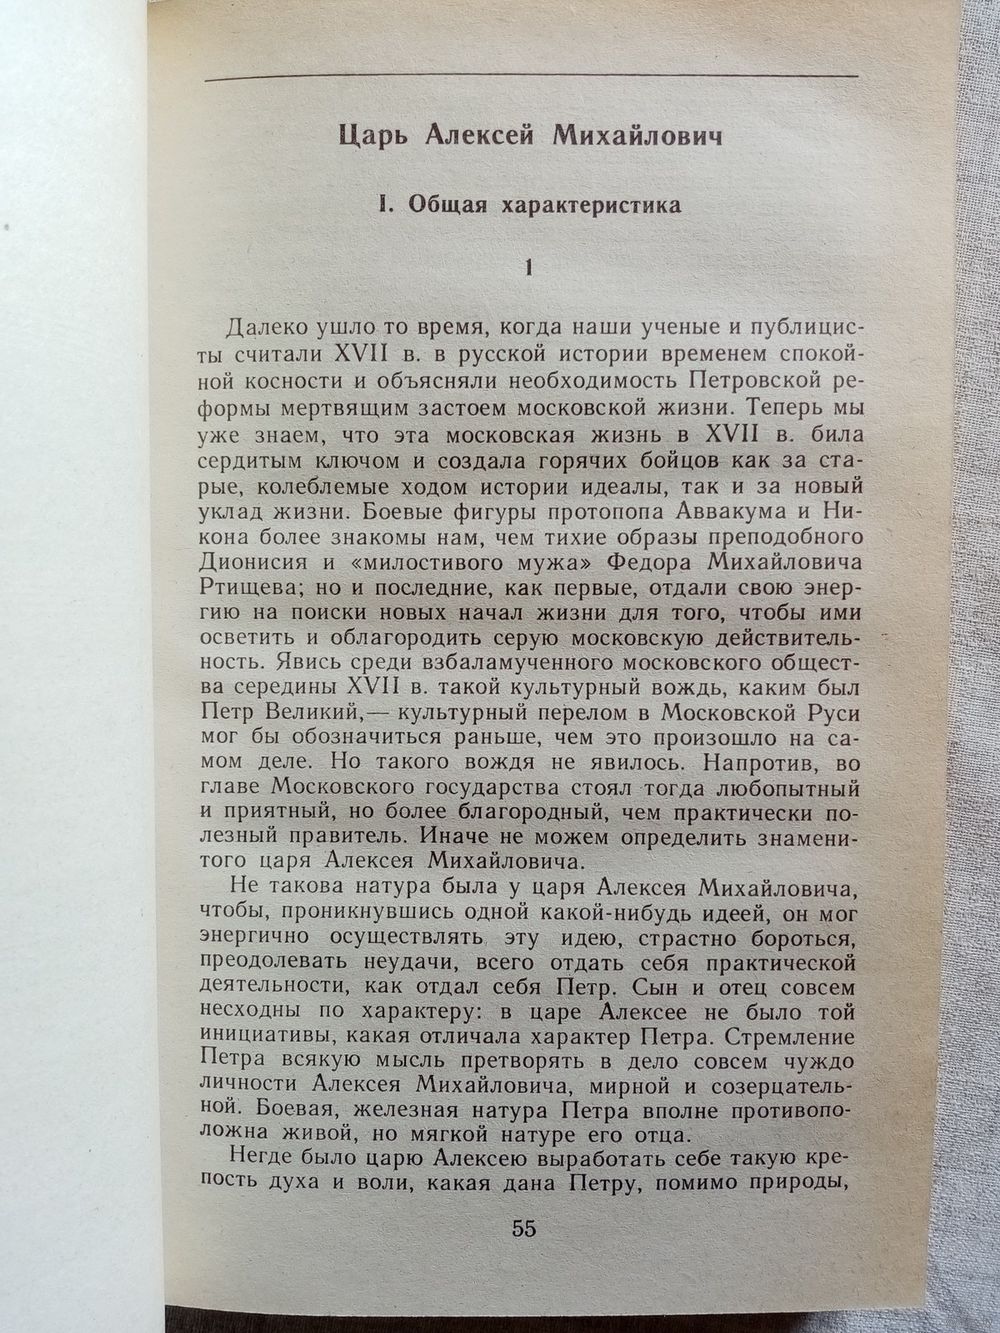 Царь Алексей Михайлович
I. Общая характеристика
1
Далеко ушло то время, когда наши ученые и публицис-
ты считали XVII в. в русской истории временем спокой-
ной косности и объясняли необходимость Петровской ре-
формы мертвящим застоем московской жизни. Теперь мы
уже знаем, что эта московская жизнь в XVII в. била
сердитым ключом и создала горячих бойцов как за ста-
рые, колеблемые ходом истории идеалы, так и за новый
уклад жизни. Боевые фигуры протопопа Аввакума и Ни-
кона более знакомы нам, чем тихие образы преподобного
Дионисия и «милостивого мужа» Федора Михайловича
Ртищева; но и последние, как первые, отдали свою энер-
гию на поиски новых начал жизни для того, чтобы ими
осветить и облагородить серую московскую действитель-
ность. Явись среди взбаламученного московского общест-
ва середины XVII в. такой культурный вождь, каким был
Петр Великий,— культурный перелом в Московской Руси
мог бы обозначиться раньше, чем это произошло на са-
мом деле. Но такого вождя не явилось. Напротив, во
главе Московского государства стоял тогда любопытный
и приятный, но более благородный, чем практически по-
лезный правитель. Иначе не можем определить знамени-
того царя Алексея Михайловича.
Не такова натура была у царя Алексея Михайловича,
чтобы, проникнувшись одной какой-нибудь идеей, он мог
энергично осуществлять эту идею, страстно бороться,
преодолевать неудачи, всего отдать себя практической
деятельности, как отдал себя Петр. Сын и отец совсем
несходны по характеру: в царе Алексее не было той
инициативы, какая отличала характер Петра. Стремление
Петра всякую мысль претворять в дело совсем чуждо
личности Алексея Михайловича, мирной и созерцатель-
ной. Боевая, железная натура Петра вполне противопо-
ложна живой, но мягкой натуре его отца.
Негде было царю Алексею выработать себе такую кре-
пость духа и воли, какая дана Петру, помимо природы,
55